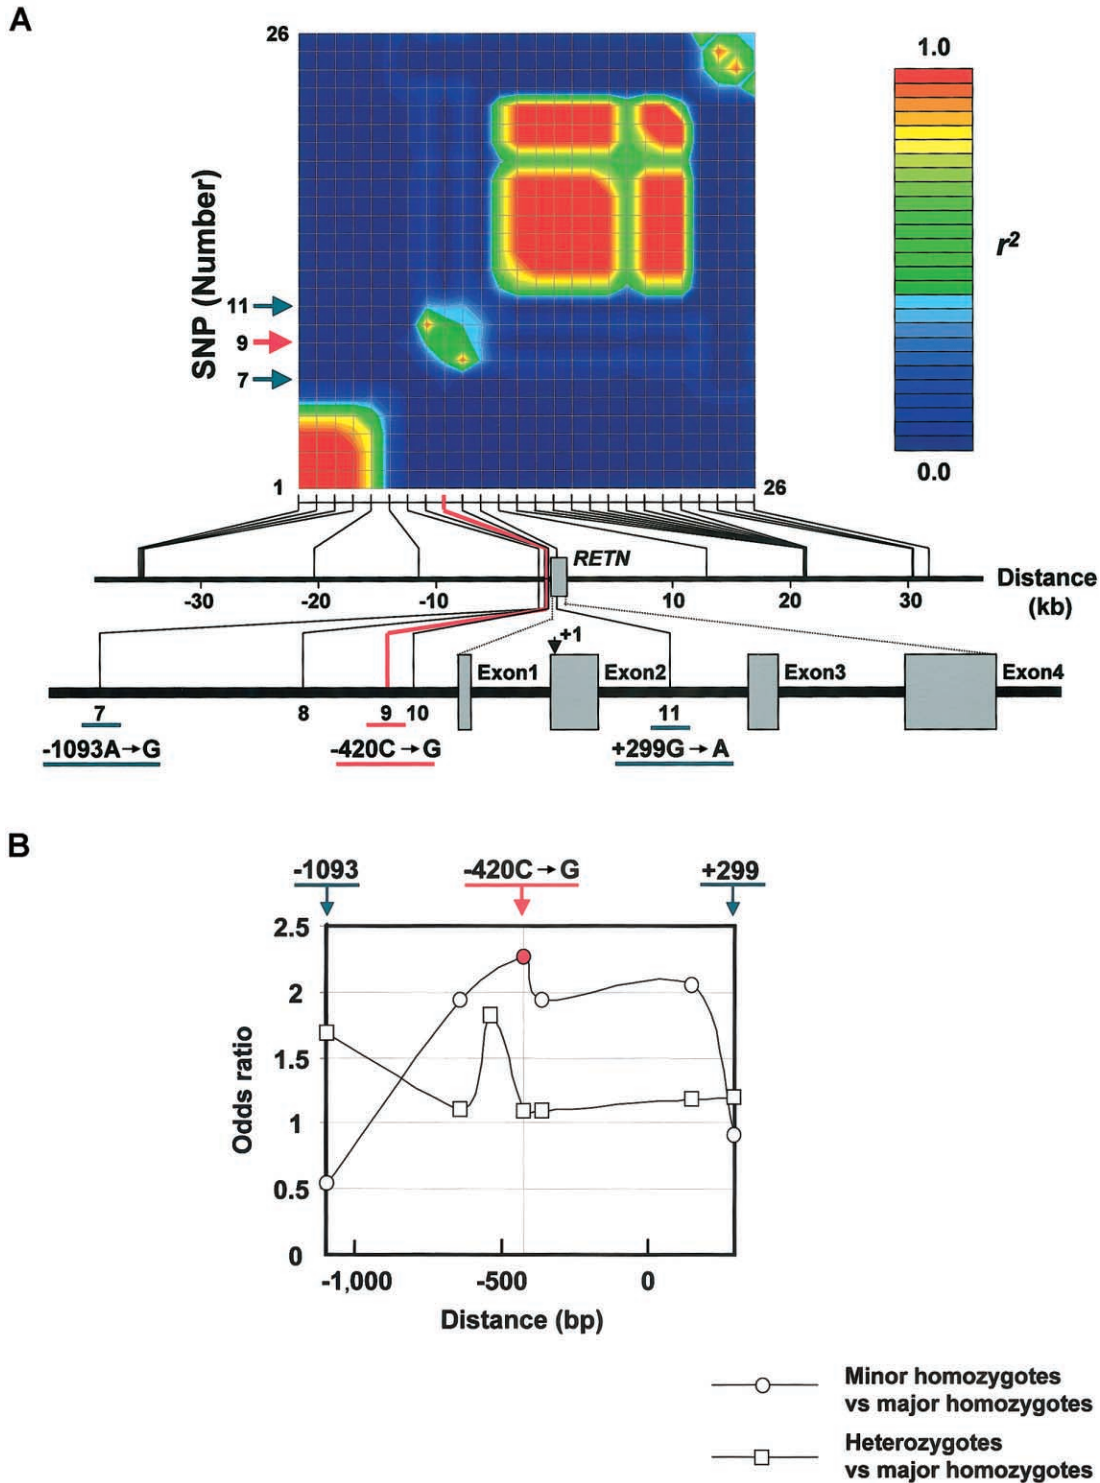 A
26
1.0
SNP (Number)
r²
11
9
7
0.0
1
26
RETN
Distance
(kb)
-30 -20 -10 10 20 30
+1
Exon1 Exon2 Exon3 Exon4
7 8 9 10 11
-1093A→G -420C→G +299G→A
B
-1093 -420C→G +299
2.5
2
1.5
1
0.5
0
Odds ratio
-1,000 -500 0
Distance (bp)
Minor homozygotes
vs major homozygotes
Heterozygotes
vs major homozygotes